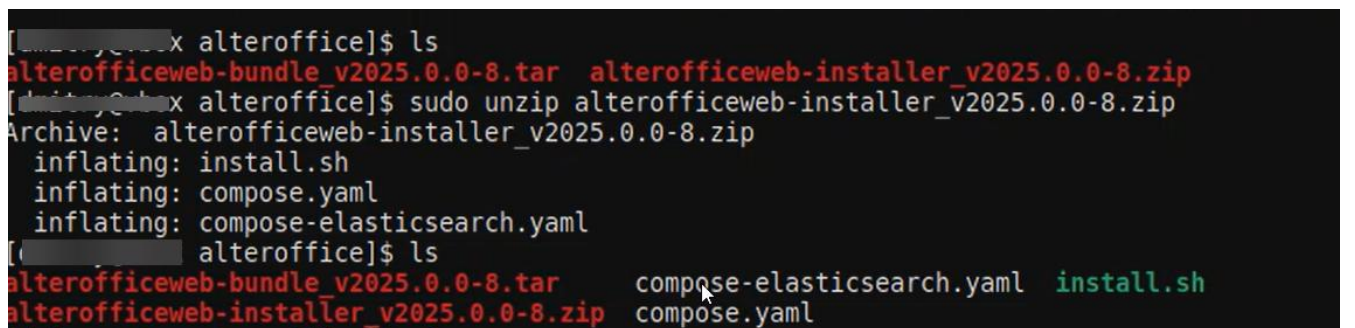 x alteroffice]$ ls
alterofficeweb-bundle_v2025.0.0-8.tar alterofficeweb-installer_v2025.0.0-8.zip
x alteroffice]$ sudo unzip alterofficeweb-installer_v2025.0.0-8.zip
Archive: alterofficeweb-installer_v2025.0.0-8.zip
inflating: install.sh
inflating: compose.yaml
inflating: compose-elasticsearch.yaml
alteroffice]$ ls
alterofficeweb-bundle_v2025.0.0-8.tar compose-elasticsearch.yaml install.sh
alterofficeweb-installer_v2025.0.0-8.zip compose.yaml